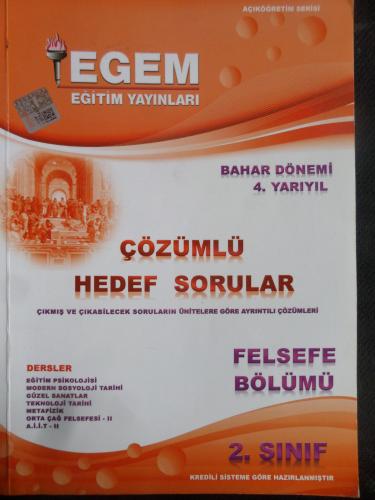 AÇIKÖĞRETİM SERİSİ
EGEM
EĞİTİM YAYINLARI
BAHAR DÖNEMİ
4. YARIYIL
ÇÖZÜMLÜ
HEDEF SORULAR
ÇIKMIŞ VE ÇIKABİLECEK SORULARIN ÜNİTELERE GÖRE AYRINTILI ÇÖZÜMLERİ
DERSLER
EĞİTİM PSİKOLOJİSİ
MODERN SOSYOLOJİ TARİHİ
GÜZEL SANATLAR
TEKNOLOJİ TARİHİ
METAFİZİK
ORTA ÇAĞ FELSEFESİ - II
A.İ.İ.T - II
FELSEFE
BÖLÜMÜ
2. SINIF
KREDİLİ SİSTEME GÖRE HAZIRLANMIŞTIR